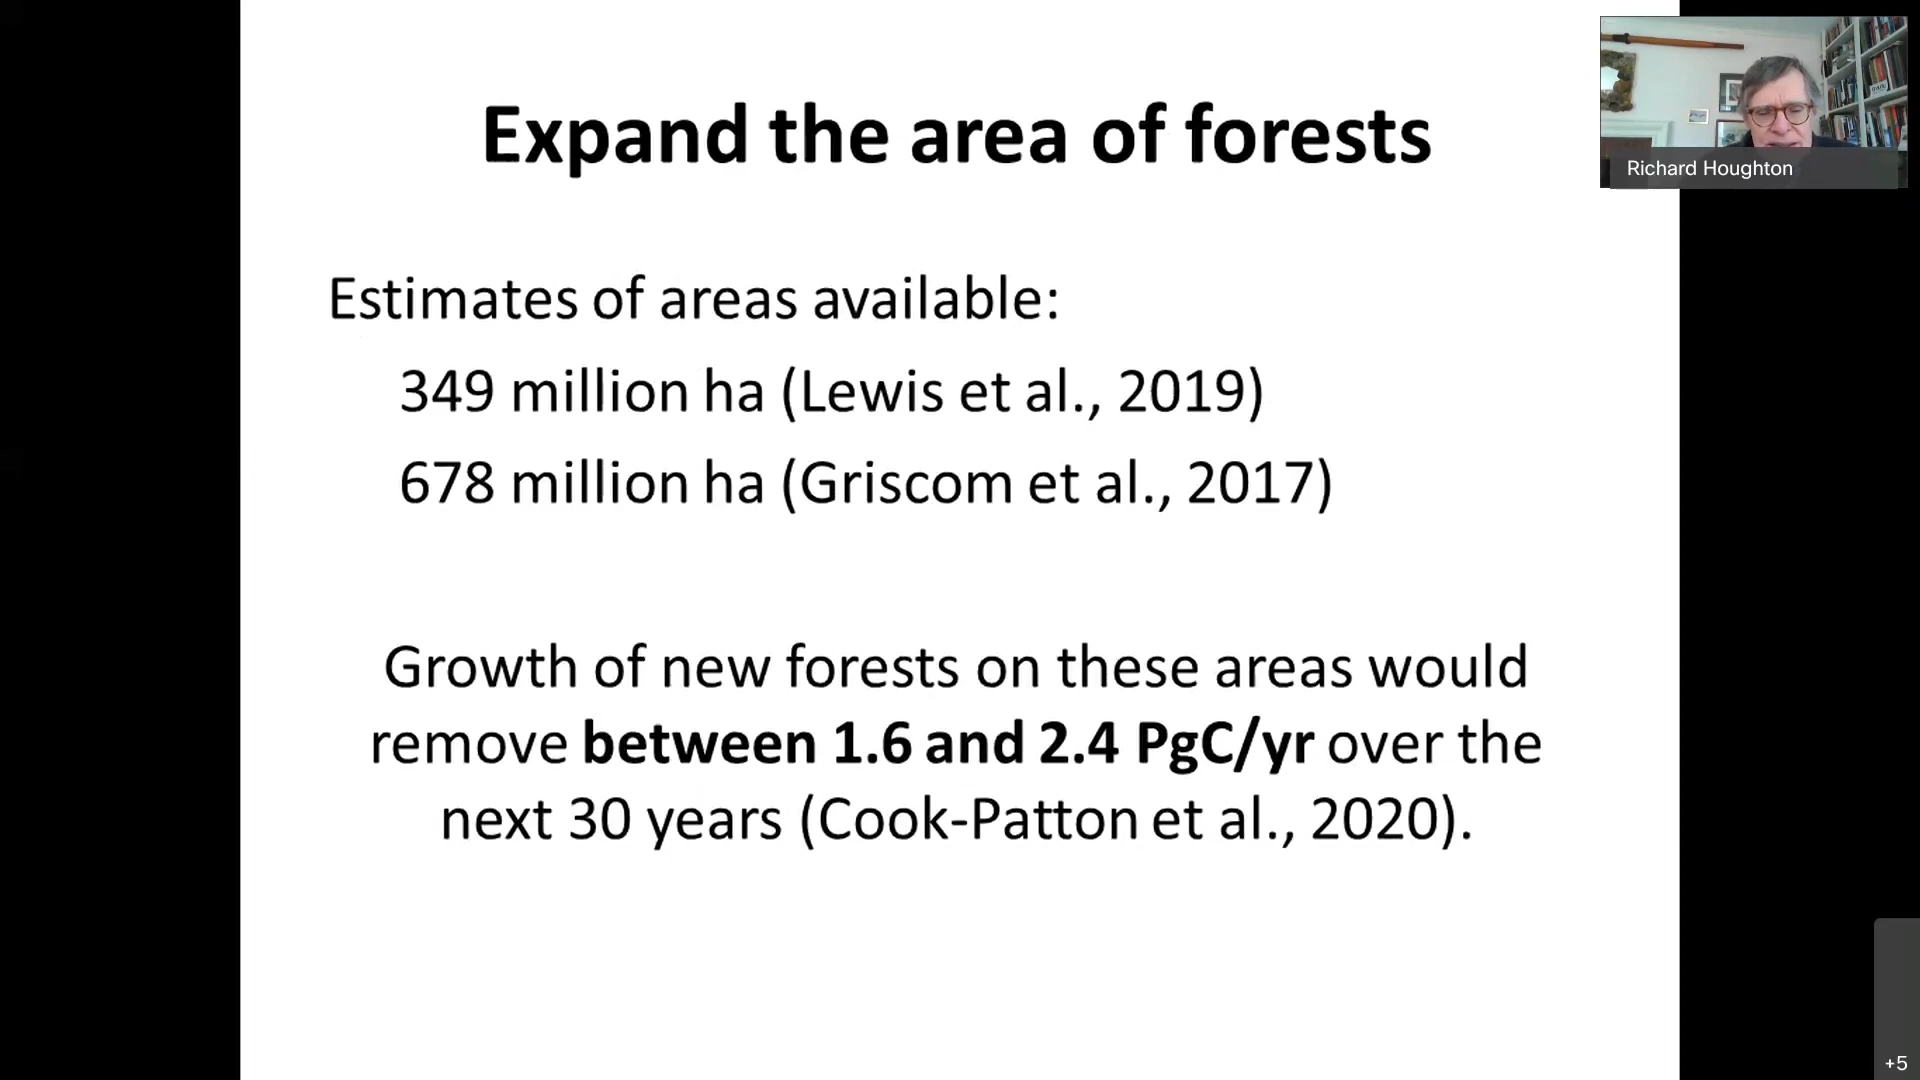 Expand the area of forests
Richard Houghton
Estimates of areas available:
349 million ha (Lewis et al., 2019)
678 million ha (Griscom et al., 2017)
Growth of new forests on these areas would
remove between 1.6 and 2.4 PgC/yr over the
next 30 years (Cook-Patton et al., 2020).
+5